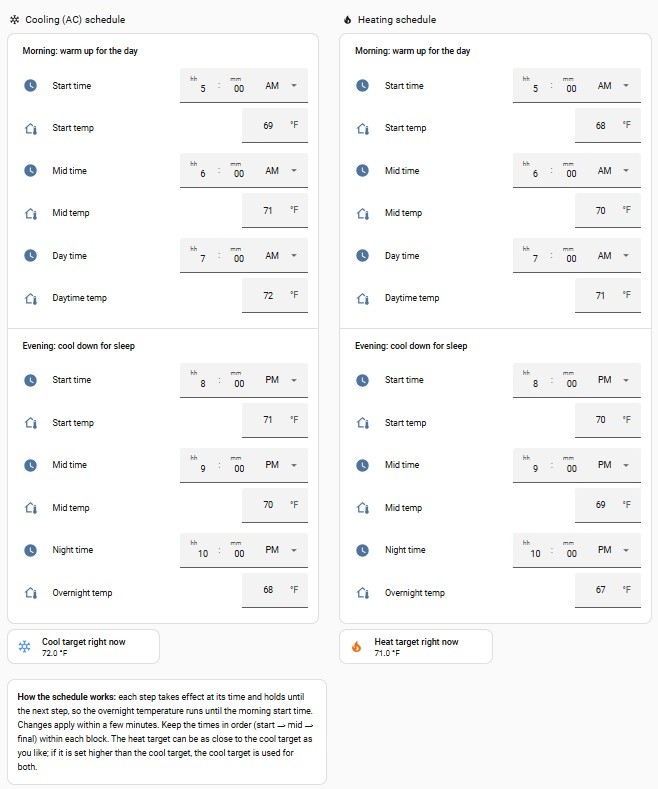 Cooling (AC) schedule
Morning: warm up for the day
Start time hh 5 : mm 00 AM
Start temp 69 °F
Mid time hh 6 : mm 00 AM
Mid temp 71 °F
Day time hh 7 : mm 00 AM
Daytime temp 72 °F
Evening: cool down for sleep
Start time hh 8 : mm 00 PM
Start temp 71 °F
Mid time hh 9 : mm 00 PM
Mid temp 70 °F
Night time hh 10 : mm 00 PM
Overnight temp 68 °F
Cool target right now
72.0 °F
Heating schedule
Morning: warm up for the day
Start time hh 5 : mm 00 AM
Start temp 68 °F
Mid time hh 6 : mm 00 AM
Mid temp 70 °F
Day time hh 7 : mm 00 AM
Daytime temp 71 °F
Evening: cool down for sleep
Start time hh 8 : mm 00 PM
Start temp 70 °F
Mid time hh 9 : mm 00 PM
Mid temp 69 °F
Night time hh 10 : mm 00 PM
Overnight temp 67 °F
Heat target right now
71.0 °F
How the schedule works: each step takes effect at its time and holds until
the next step, so the overnight temperature runs until the morning start time.
Changes apply within a few minutes. Keep the times in order (start → mid →
final) within each block. The heat target can be as close to the cool target as
you like; if it is set higher than the cool target, the cool target is used for
both.